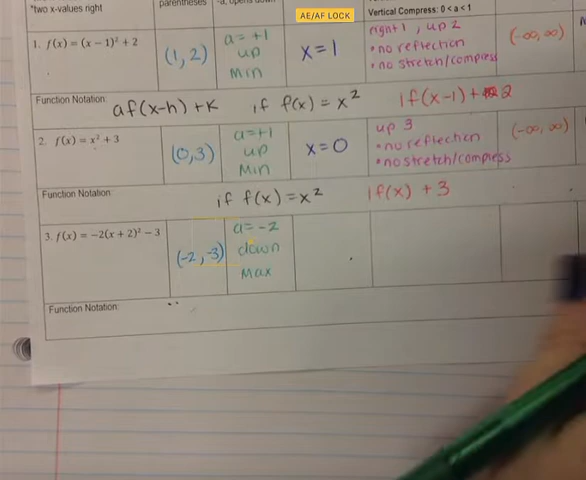 *two x-values right
parentheses
AE/AF LOCK
Vertical Compress: 0 < a < 1
1. f(x) = (x − 1)² + 2
(1, 2)
a = +1
up
Min
x = 1
right 1, up 2
• no reflection
• no stretch/compress
(-∞, ∞)
Function Notation:
af(x-h)+K
if f(x) = x²
1f(x-1)+2
2. f(x) = x² + 3
(0,3)
a=+1
up
Min
x=0
up 3
• no reflection
• no stretch/compress
(-∞, ∞)
Function Notation:
if f(x) = x²
1f(x) + 3
3. f(x) = −2(x + 2)² − 3
(-2, -3)
a= -2
down
Max
Function Notation: